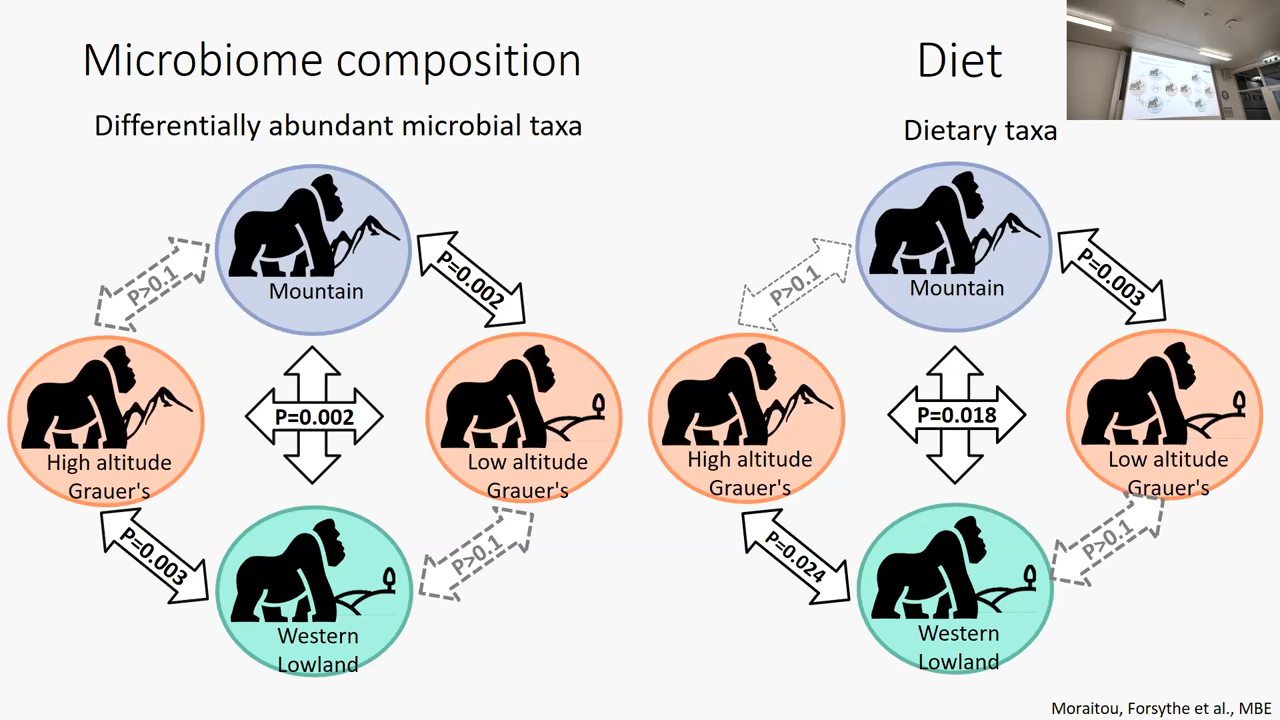 Microbiome composition
Differentially abundant microbial taxa
Mountain
P>0.1
P=0.002
High altitude
Grauer's
P=0.002
Low altitude
Grauer's
P=0.003
P>0.1
Western
Lowland
Diet
Dietary taxa
Mountain
P>0.1
P=0.003
High altitude
Grauer's
P=0.018
Low altitude
Grauer's
P=0.024
P>0.1
Western
Lowland
Moraitou, Forsythe et al., MBE